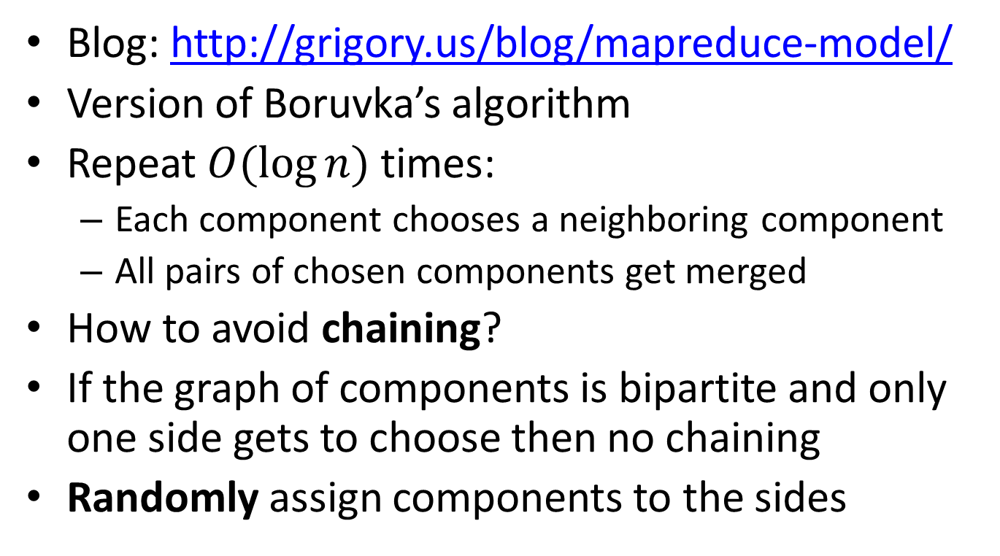 • Blog: http://grigory.us/blog/mapreduce-model/
• Version of Boruvka’s algorithm
• Repeat O(log n) times:
– Each component chooses a neighboring component
– All pairs of chosen components get merged
• How to avoid chaining?
• If the graph of components is bipartite and only
one side gets to choose then no chaining
• Randomly assign components to the sides